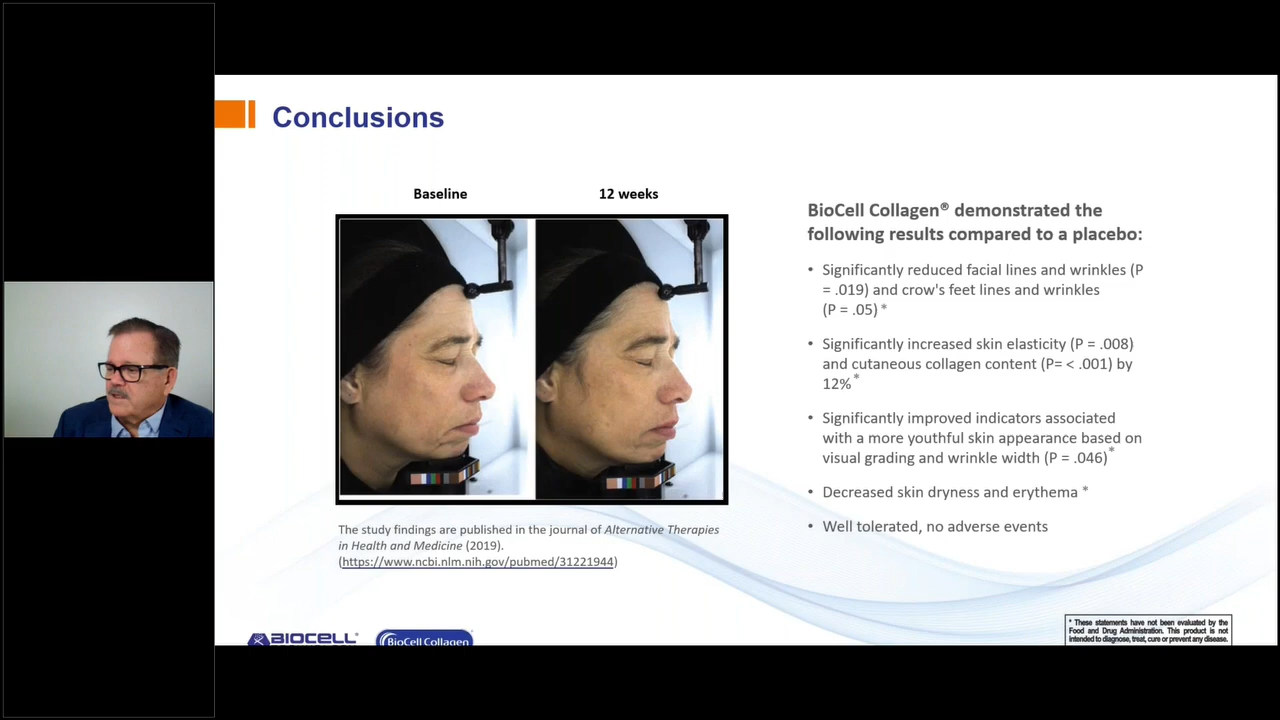 Conclusions
Baseline
12 weeks
The study findings are published in the journal of Alternative Therapies
in Health and Medicine (2019).
(https://www.ncbi.nlm.nih.gov/pubmed/31221944)
BioCell Collagen® demonstrated the
following results compared to a placebo:
• Significantly reduced facial lines and wrinkles (P
= .019) and crow's feet lines and wrinkles
(P = .05) *
• Significantly increased skin elasticity (P = .008)
and cutaneous collagen content (P= < .001) by
12% *
• Significantly improved indicators associated
with a more youthful skin appearance based on
visual grading and wrinkle width (P = .046)*
• Decreased skin dryness and erythema *
• Well tolerated, no adverse events
BIOCELL
BioCell Collagen
* These statements have not been evaluated by the
Food and Drug Administration. This product is not
intended to diagnose, treat, cure or prevent any disease.